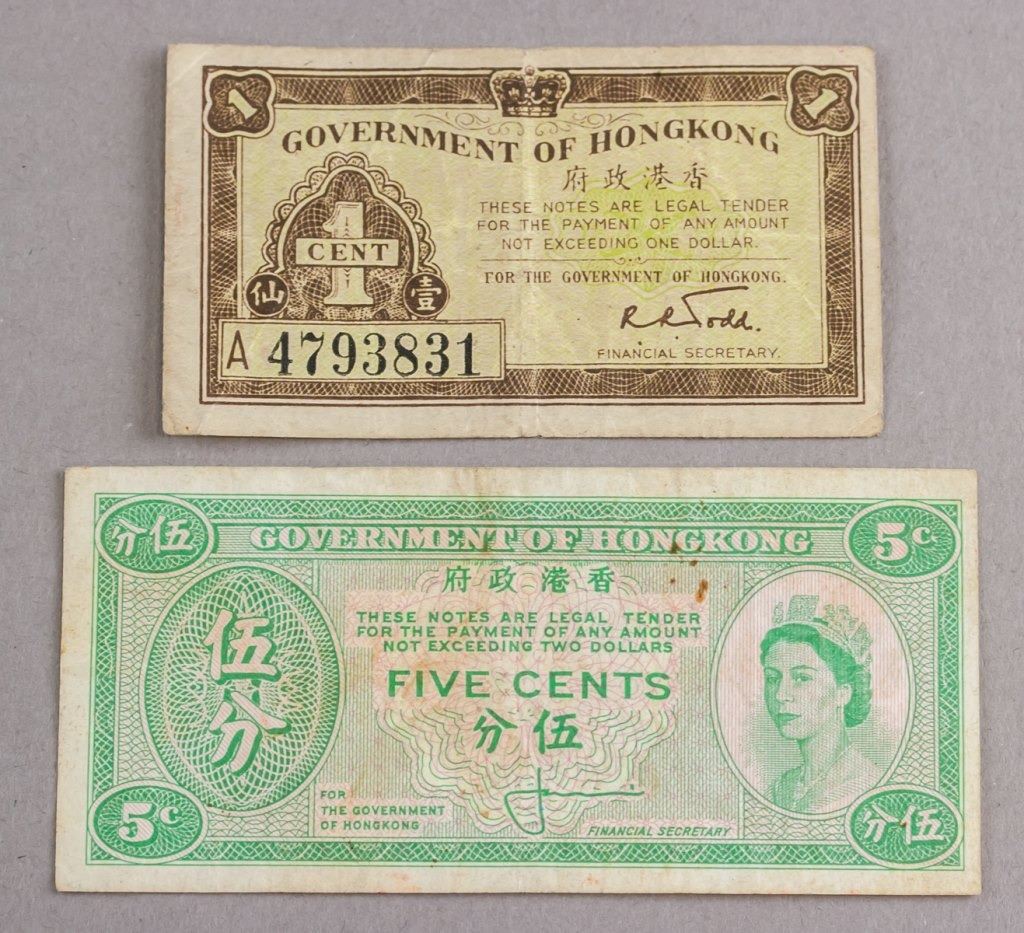 1
1
GOVERNMENT OF HONGKONG
府政港香
THESE NOTES ARE LEGAL TENDER
FOR THE PAYMENT OF ANY AMOUNT
NOT EXCEEDING ONE DOLLAR.
FOR THE GOVERNMENT OF HONGKONG.
R R Todd.
FINANCIAL SECRETARY.
1
CENT
仙 壹
A 4793831
分伍
GOVERNMENT OF HONGKONG
5c
府政港香
THESE NOTES ARE LEGAL TENDER
FOR THE PAYMENT OF ANY AMOUNT
NOT EXCEEDING TWO DOLLARS
FIVE CENTS
分伍
伍
分
FOR
THE GOVERNMENT
OF HONGKONG
FINANCIAL SECRETARY
5c
分伍